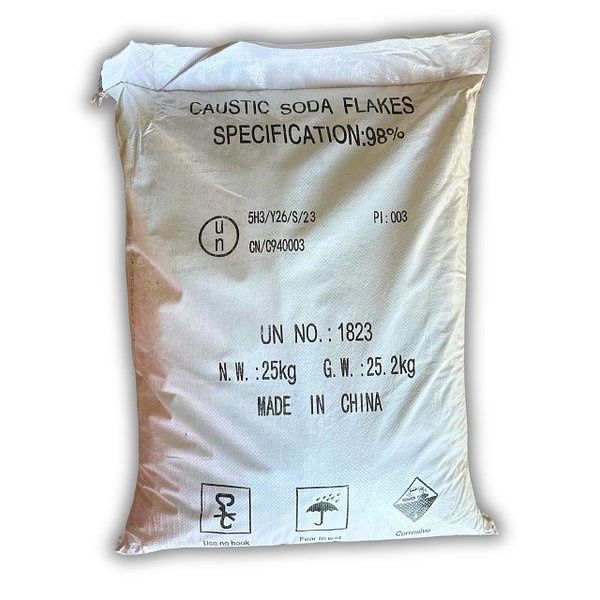 CAUSTIC SODA FLAKES
SPECIFICATION:98%
un
5H3/Y26/S/23 PI:003
CN/C940003
UN NO.:1823
N.W.:25kg G.W.:25.2kg
MADE IN CHINA
Use no hook Fear to wet Corrosive